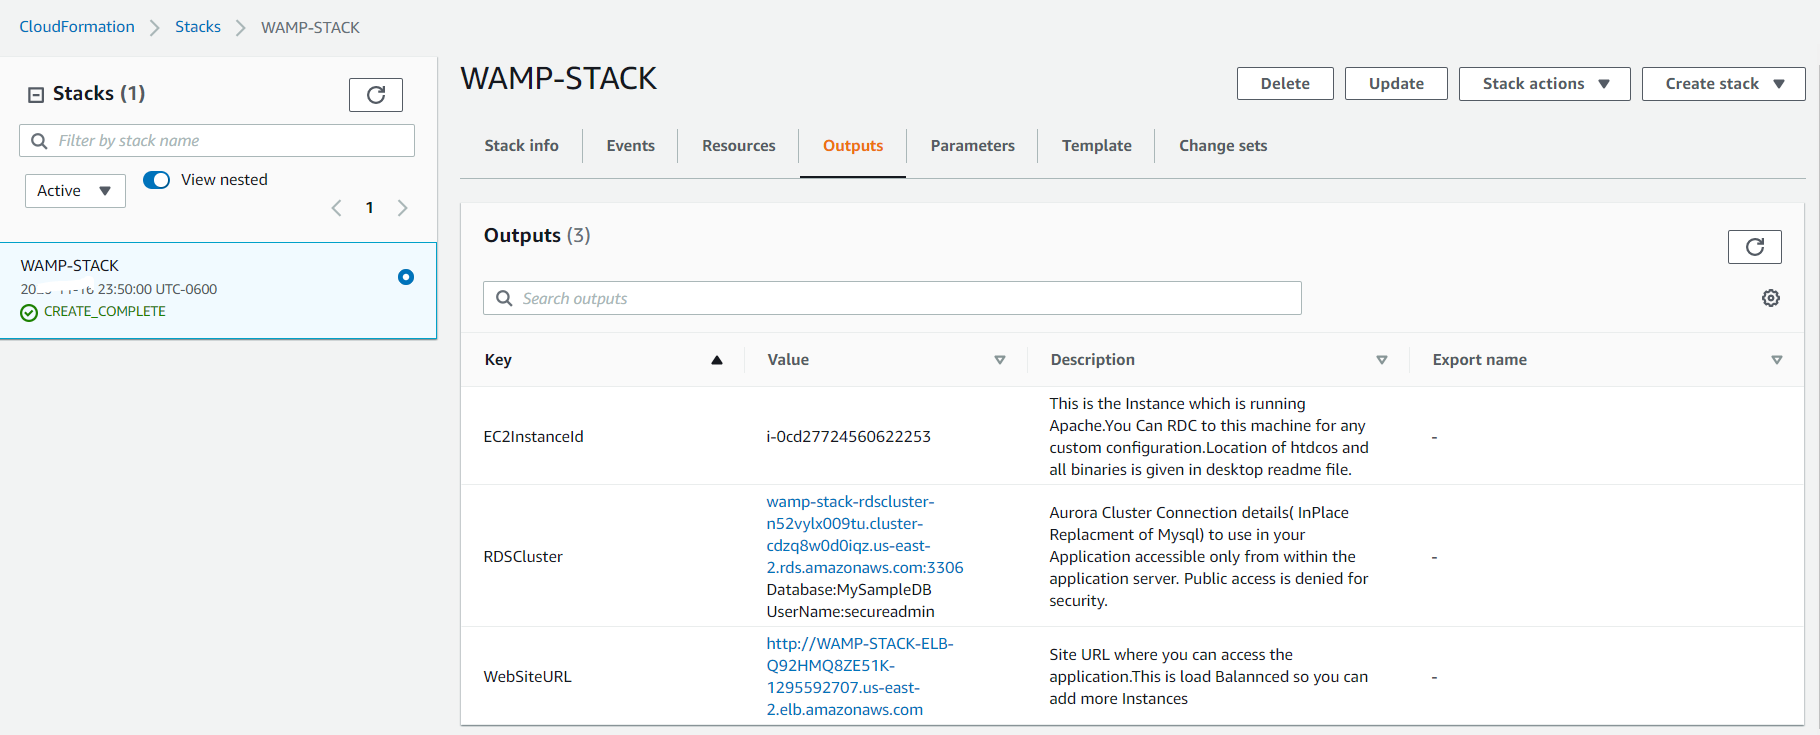 CloudFormation
Stacks
WAMP-STACK
Stacks (1)
Filter by stack name
Active
View nested
1
WAMP-STACK
23:50:00 UTC-0600
CREATE_COMPLETE
WAMP-STACK
Delete
Update
Stack actions
Create stack
Stack info
Events
Resources
Outputs
Parameters
Template
Change sets
Outputs (3)
Search outputs
Key
Value
Description
Export name
EC2InstanceId
i-0cd27724560622253
This is the Instance which is running
Apache.You Can RDC to this machine for any
custom configuration.Location of htdcos and
all binaries is given in desktop readme file.
-
RDSCluster
wamp-stack-rdscluster-
n52vylx009tu.cluster-
cdzq8w0d0iqz.us-east-
2.rds.amazonaws.com:3306
Database:MySampleDB
UserName:secureadmin
Aurora Cluster Connection details( InPlace
Replacment of Mysql) to use in your
Application accessible only from within the
application server. Public access is denied for
security.
-
WebSiteURL
http://WAMP-STACK-ELB-
Q92HMQ8ZE51K-
1295592707.us-east-
2.elb.amazonaws.com
Site URL where you can access the
application.This is load Balannced so you can
add more Instances
-